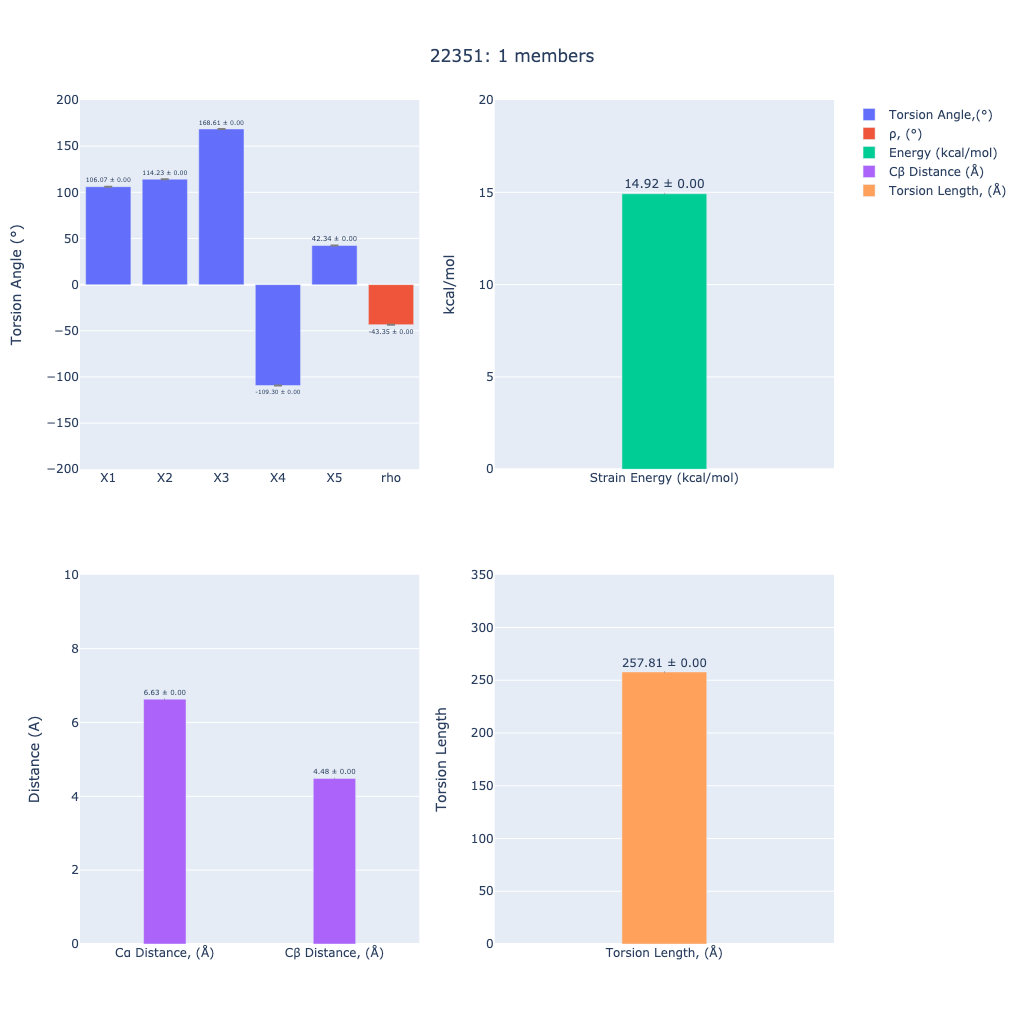 22351: 1 members
200
150
100
50
0
−50
−100
−150
−200
Torsion Angle (°)
106.07 ± 0.00
114.23 ± 0.00
168.61 ± 0.00
-109.30 ± 0.00
42.34 ± 0.00
-43.35 ± 0.00
X1
X2
X3
X4
X5
rho
20
15
10
5
0
kcal/mol
14.92 ± 0.00
Strain Energy (kcal/mol)
Torsion Angle,(°)
ρ, (°)
Energy (kcal/mol)
Cβ Distance (Å)
Torsion Length, (Å)
10
8
6
4
2
0
Distance (A)
6.63 ± 0.00
4.48 ± 0.00
Cα Distance, (Å)
Cβ Distance, (Å)
350
300
250
200
150
100
50
0
Torsion Length
257.81 ± 0.00
Torsion Length, (Å)